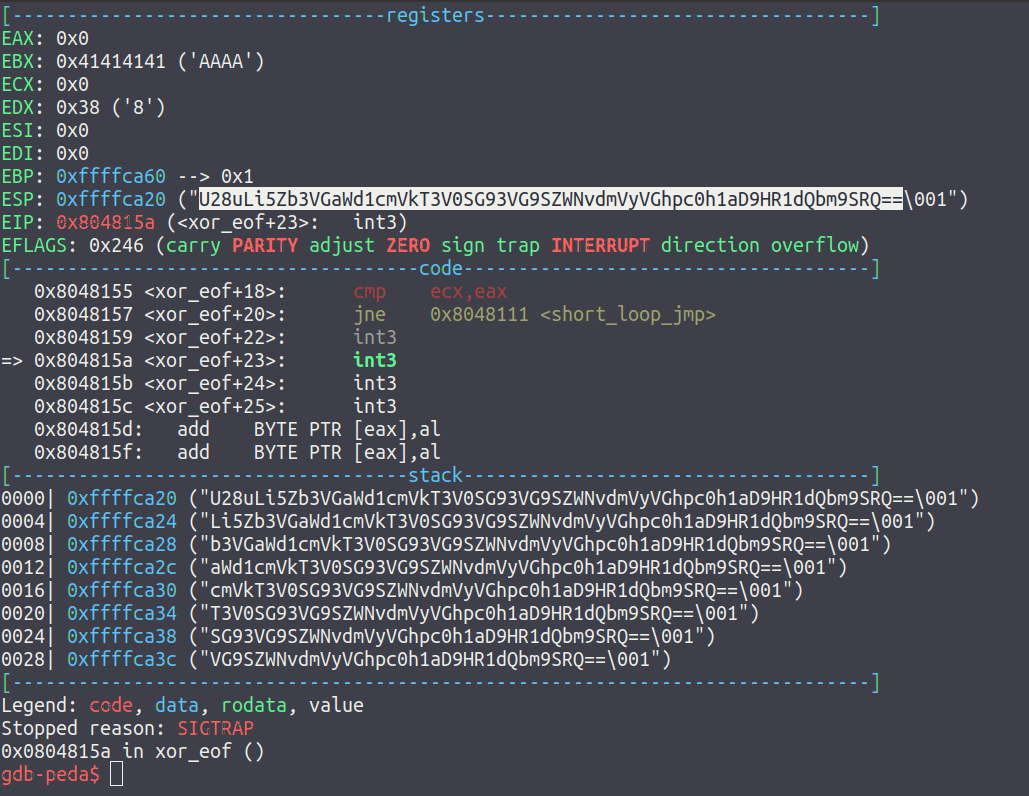 [----------------------------------registers-----------------------------------]
EAX: 0x0
EBX: 0x41414141 ('AAAA')
ECX: 0x0
EDX: 0x38 ('8')
ESI: 0x0
EDI: 0x0
EBP: 0xffffca60 --> 0x1
ESP: 0xffffca20 ("U28uLi5Zb3VGaWd1cmVkT3V0SG93VG9SZWNvdmVyVGhpc0h1aD9HR1dQbm9SRQ==\001")
EIP: 0x804815a (<xor_eof+23>:	int3)
EFLAGS: 0x246 (carry PARITY adjust ZERO sign trap INTERRUPT direction overflow)
[-------------------------------------code-------------------------------------]
   0x8048155 <xor_eof+18>:	cmp    ecx,eax
   0x8048157 <xor_eof+20>:	jne    0x8048111 <short_loop_jmp>
   0x8048159 <xor_eof+22>:	int3
=> 0x804815a <xor_eof+23>:	int3
   0x804815b <xor_eof+24>:	int3
   0x804815c <xor_eof+25>:	int3
   0x804815d:	add    BYTE PTR [eax],al
   0x804815f:	add    BYTE PTR [eax],al
[------------------------------------stack-------------------------------------]
0000| 0xffffca20 ("U28uLi5Zb3VGaWd1cmVkT3V0SG93VG9SZWNvdmVyVGhpc0h1aD9HR1dQbm9SRQ==\001")
0004| 0xffffca24 ("Li5Zb3VGaWd1cmVkT3V0SG93VG9SZWNvdmVyVGhpc0h1aD9HR1dQbm9SRQ==\001")
0008| 0xffffca28 ("b3VGaWd1cmVkT3V0SG93VG9SZWNvdmVyVGhpc0h1aD9HR1dQbm9SRQ==\001")
0012| 0xffffca2c ("aWd1cmVkT3V0SG93VG9SZWNvdmVyVGhpc0h1aD9HR1dQbm9SRQ==\001")
0016| 0xffffca30 ("cmVkT3V0SG93VG9SZWNvdmVyVGhpc0h1aD9HR1dQbm9SRQ==\001")
0020| 0xffffca34 ("T3V0SG93VG9SZWNvdmVyVGhpc0h1aD9HR1dQbm9SRQ==\001")
0024| 0xffffca38 ("SG93VG9SZWNvdmVyVGhpc0h1aD9HR1dQbm9SRQ==\001")
0028| 0xffffca3c ("VG9SZWNvdmVyVGhpc0h1aD9HR1dQbm9SRQ==\001")
[------------------------------------------------------------------------------]
Legend: code, data, rodata, value
Stopped reason: SIGTRAP
0x0804815a in xor_eof ()
gdb-peda$